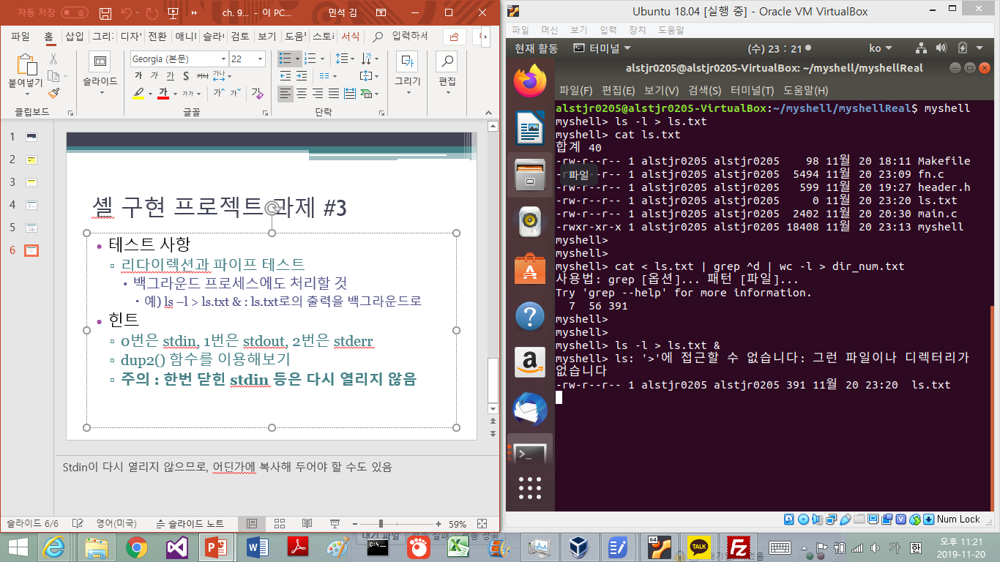 자동 저장 ch. 9... - 이 PC... 민석 김
파일 홈 삽입 그리기 디자인 전환 애니메 슬라이 검토 보기 도움말 스토리 서식 입력하서
Georgia (본문) 22
붙여넣기 슬라이드 그리기 편집
가 가 가 S 가나
클립보드 글꼴 단락
1
2
3
4
5
6
셸 구현 프로젝트 과제 #3
• 테스트 사항
리다이렉션과 파이프 테스트
• 백그라운드 프로세스에도 처리할 것
• 예) ls –l > ls.txt & : ls.txt로의 출력을 백그라운드로
• 힌트
0번은 stdin, 1번은 stdout, 2번은 stderr
dup2() 함수를 이용해보기
주의 : 한번 닫힌 stdin 등은 다시 열리지 않음
Stdin이 다시 열리지 않으므로, 어딘가에 복사해 두어야 할 수도 있음
슬라이드 6/6 영어(미국) 슬라이드 노트 59%
Ubuntu 18.04 [실행 중] - Oracle VM VirtualBox
파일 머신 보기 입력 장치 도움말
현재 활동 터미널 (수) 23 : 21 ko
alstjr0205@alstjr0205-VirtualBox: ~/myshell/myshellReal
파일(F) 편집(E) 보기(V) 검색(S) 터미널(T) 도움말(H)
alstjr0205@alstjr0205-VirtualBox:~/myshell/myshellReal$ myshell
myshell> ls -l > ls.txt
myshell> cat ls.txt
합계 40
-rw-r--r-- 1 alstjr0205 alstjr0205 98 11월 20 18:11 Makefile
파일 5494 11월 20 23:09 fn.c
-rw-r--r-- 1 alstjr0205 alstjr0205 599 11월 20 19:27 header.h
-rw-r--r-- 1 alstjr0205 alstjr0205 0 11월 20 23:20 ls.txt
-rw-r--r-- 1 alstjr0205 alstjr0205 2402 11월 20 20:30 main.c
-rwxr-xr-x 1 alstjr0205 alstjr0205 18408 11월 20 23:13 myshell
myshell>
myshell>
myshell> cat < ls.txt | grep ^d | wc -l > dir_num.txt
사용법: grep [옵션]... 패턴 [파일]...
Try 'grep --help' for more information.
7 56 391
myshell>
myshell>
myshell> ls -l > ls.txt &
myshell> ls: '>'에 접근할 수 없습니다: 그런 파일이나 디렉터리가
없습니다
-rw-r--r-- 1 alstjr0205 alstjr0205 391 11월 20 23:20 ls.txt
Num Lock
TALK
오후 11:21
2019-11-20